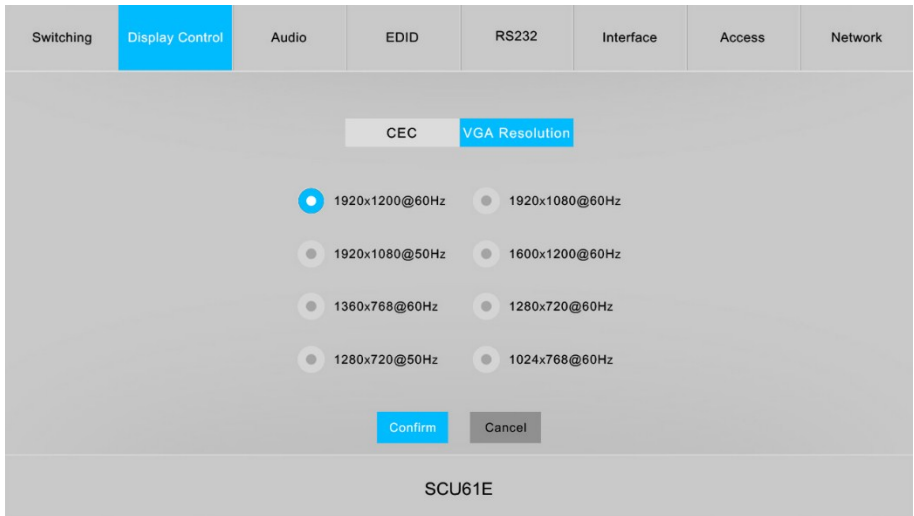 Switching Display Control Audio EDID RS232 Interface Access Network
CEC VGA Resolution
1920x1200@60Hz 1920x1080@60Hz
1920x1080@50Hz 1600x1200@60Hz
1360x768@60Hz 1280x720@60Hz
1280x720@50Hz 1024x768@60Hz
Confirm Cancel
SCU61E